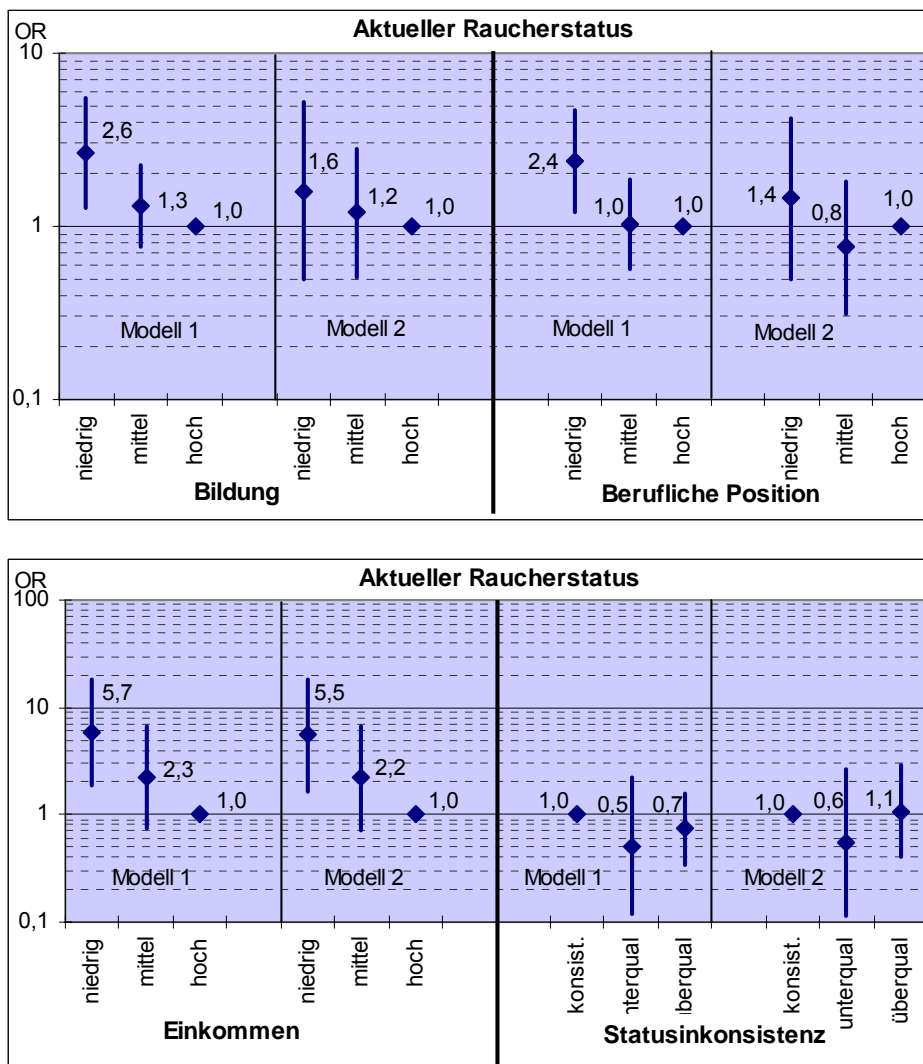 OR
Aktueller Raucherstatus
10
2,6
1,3
1,0
1,6
1,2
1,0
2,4
1,0
1,0
1,4
0,8
1,0
1
Modell 1
Modell 2
Modell 1
Modell 2
0,1
niedrig
mittel
hoch
niedrig
mittel
hoch
niedrig
mittel
hoch
niedrig
mittel
hoch
Bildung
Berufliche Position
OR
Aktueller Raucherstatus
100
10
5,7
2,3
1,0
5,5
2,2
1,0
1,0
0,5
0,7
1,0
0,6
1,1
1
Modell 1
Modell 2
Modell 1
Modell 2
0,1
niedrig
mittel
hoch
niedrig
mittel
hoch
konsist.
nterqual
berqual
konsist.
unterqual
überqual
Einkommen
Statusinkonsistenz